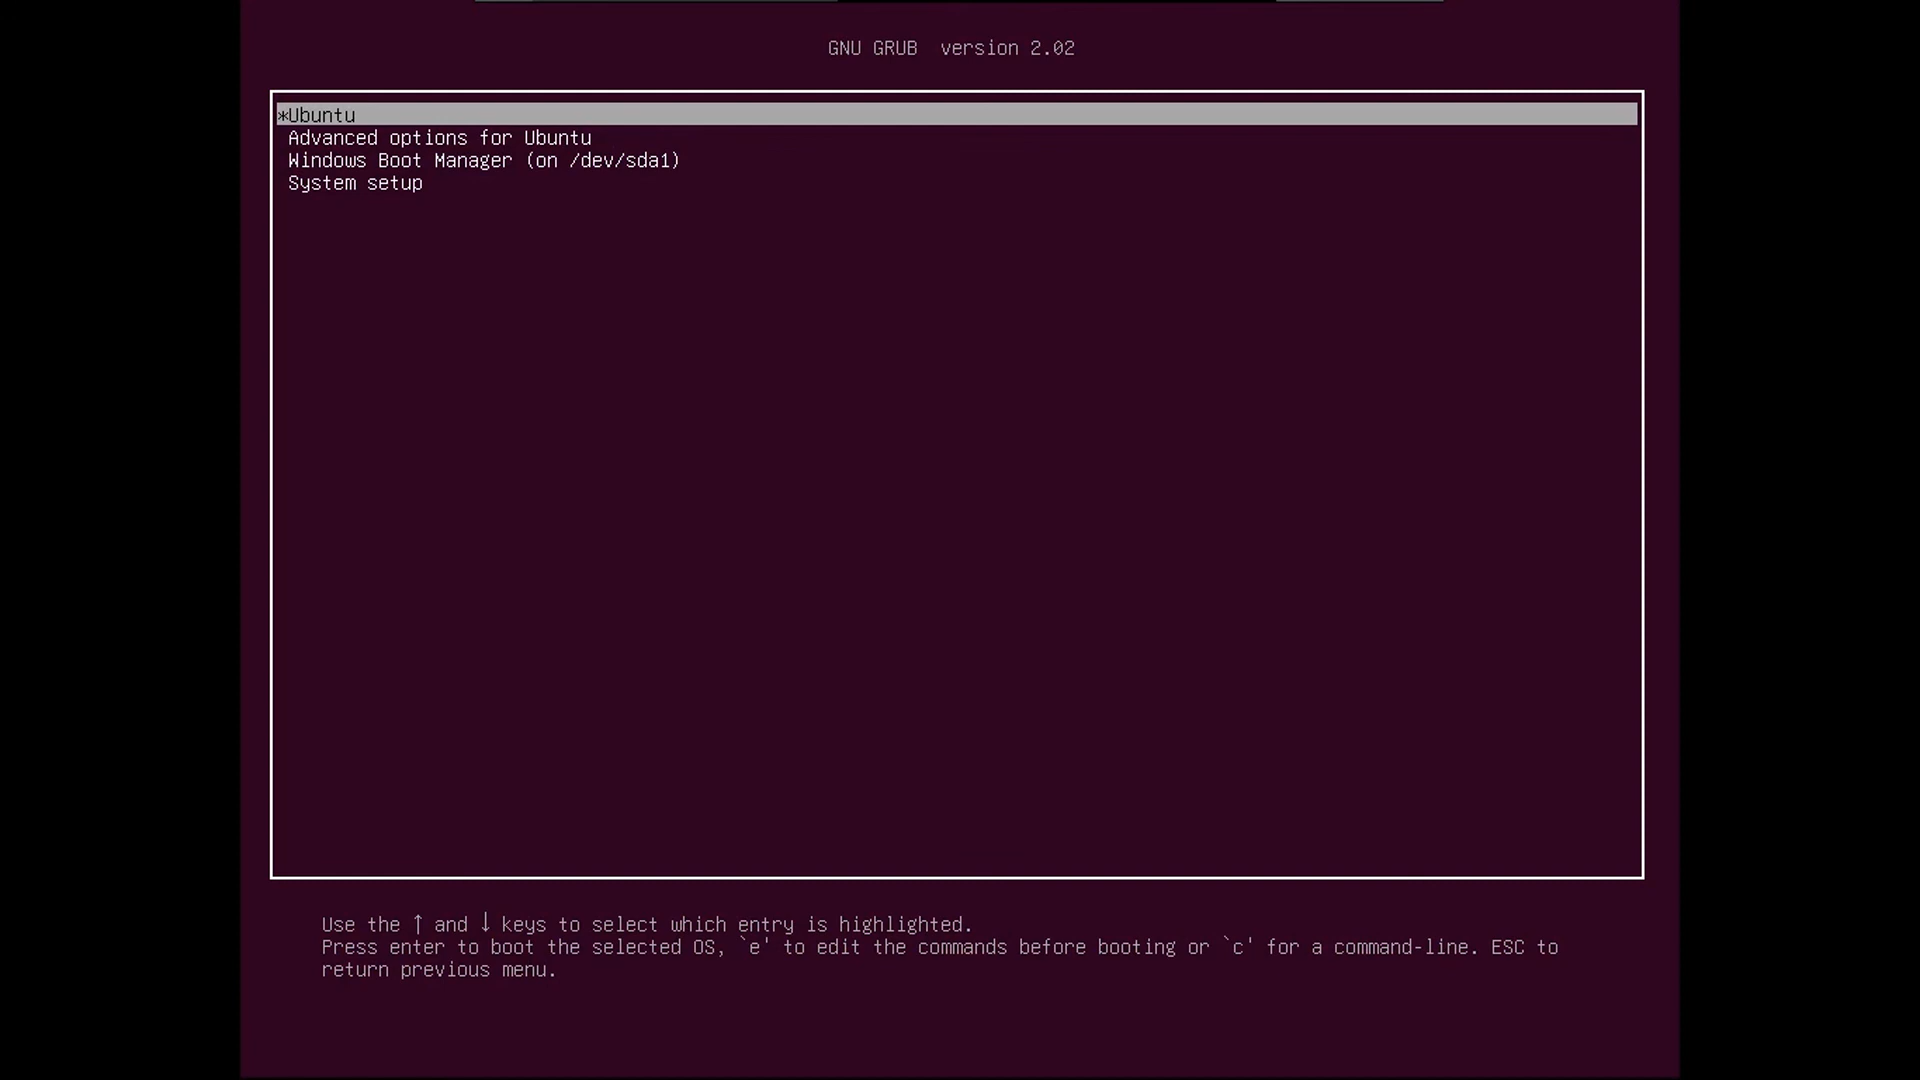 GNU GRUB  version 2.02
*Ubuntu
Advanced options for Ubuntu
Windows Boot Manager (on /dev/sda1)
System setup
Use the ↑ and ↓ keys to select which entry is highlighted.
Press enter to boot the selected OS, `e' to edit the commands before booting or `c' for a command-line. ESC to
return previous menu.